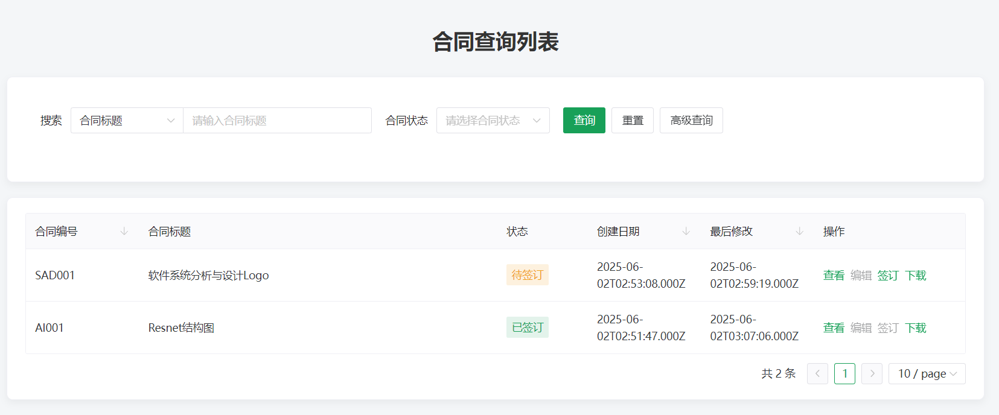 合同查询列表
搜索 合同标题 请输入合同标题 合同状态 请选择合同状态 查询 重置 高级查询
合同编号 合同标题 状态 创建日期 最后修改 操作
SAD001 软件系统分析与设计Logo 待签订 2025-06-02T02:53:08.000Z 2025-06-02T02:59:19.000Z 查看 编辑 签订 下载
AI001 Resnet结构图 已签订 2025-06-02T02:51:47.000Z 2025-06-02T03:07:06.000Z 查看 编辑 签订 下载
共 2 条 1 10 / page